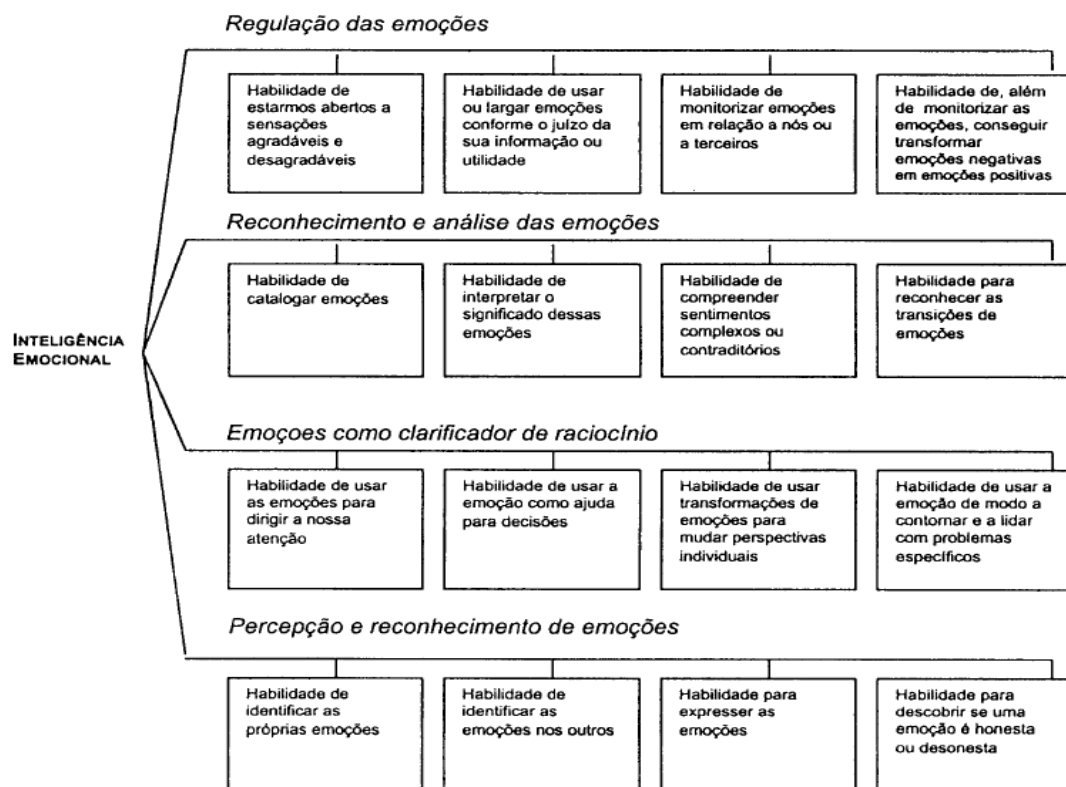 Regulação das emoções
Habilidade de
estarmos abertos a
sensações
agradáveis e
desagradáveis
Habilidade de usar
ou largar emoções
conforme o juízo da
sua informação ou
utilidade
Habilidade de
monitorizar emoções
em relação a nós ou
a terceiros
Habilidade de, além
de monitorizar as
emoções, conseguir
transformar
emoções negativas
em emoções positivas
Reconhecimento e análise das emoções
Habilidade de
catalogar emoções
Habilidade de
interpretar o
significado dessas
emoções
Habilidade de
compreender
sentimentos
complexos ou
contraditórios
Habilidade para
reconhecer as
transições de
emoções
INTELIGÊNCIA
EMOCIONAL
Emoçoes como clarificador de raciocínio
Habilidade de usar
as emoções para
dirigir a nossa
atenção
Habilidade de usar a
emoção como ajuda
para decisões
Habilidade de usar
transformações de
emoções para
mudar perspectivas
individuais
Habilidade de usar a
emoção de modo a
contornar e a lidar
com problemas
específicos
Percepção e reconhecimento de emoções
Habilidade de
identificar as
próprias emoções
Habilidade de
identificar as
emoções nos outros
Habilidade para
expresser as
emoções
Habilidade para
descobrir se uma
emoção é honesta
ou desonesta